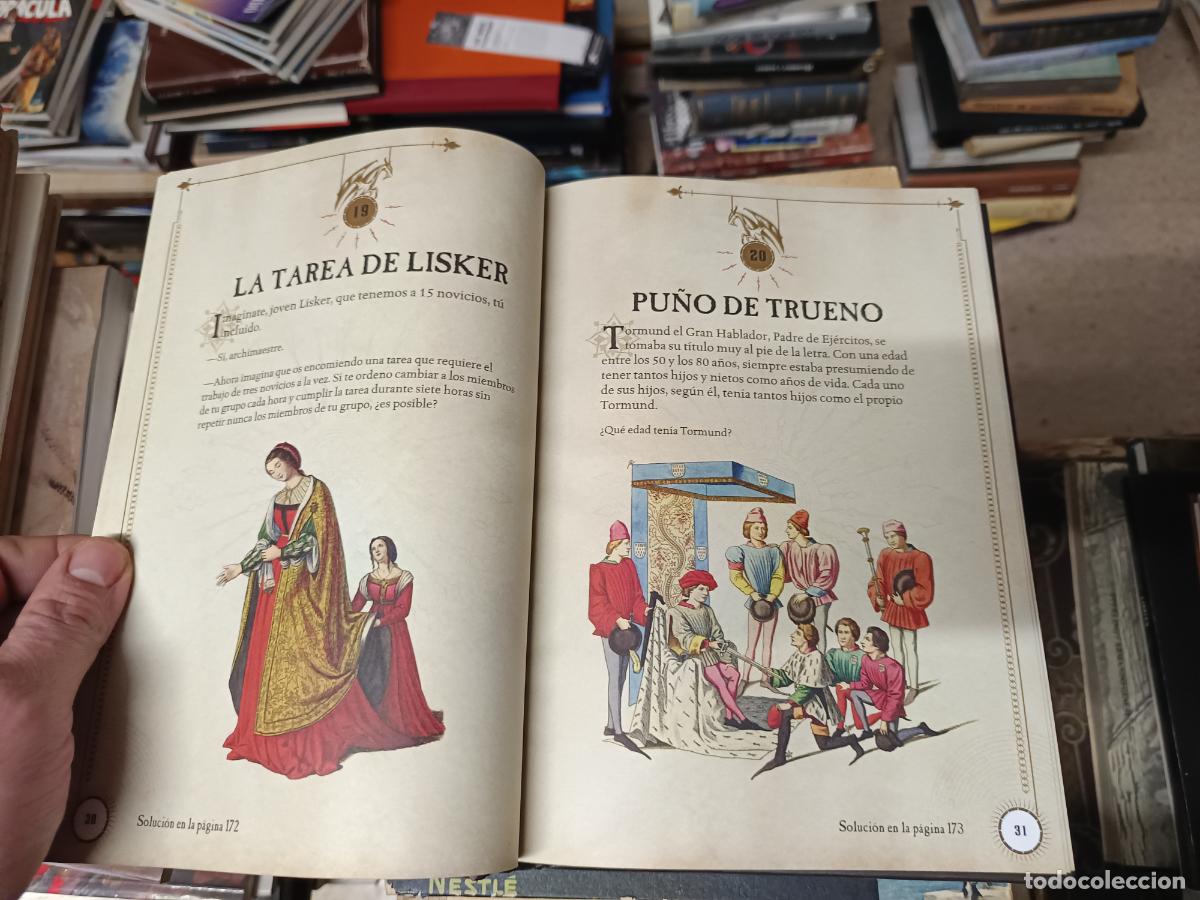 DRÁCULA
19
LA TAREA DE LISKER
Imagínate, joven Lisker, que tenemos a 15 novicios, tú
incluido.
—Sí, archimaestre.
—Ahora imagina que os encomiendo una tarea que requiere el
trabajo de tres novicios a la vez. Si te ordeno cambiar a los miembros
de tu grupo cada hora y cumplir la tarea durante siete horas sin
repetir nunca los miembros de tu grupo, ¿es posible?
Solución en la página 172
30
20
PUÑO DE TRUENO
Tormund el Gran Hablador, Padre de Ejércitos, se
tomaba su título muy al pie de la letra. Con una edad
entre los 50 y los 80 años, siempre estaba presumiendo de
tener tantos hijos y nietos como años de vida. Cada uno
de sus hijos, según él, tenía tantos hijos como el propio
Tormund.
¿Qué edad tenía Tormund?
Solución en la página 173
31
NESTLÉ
todocoleccion